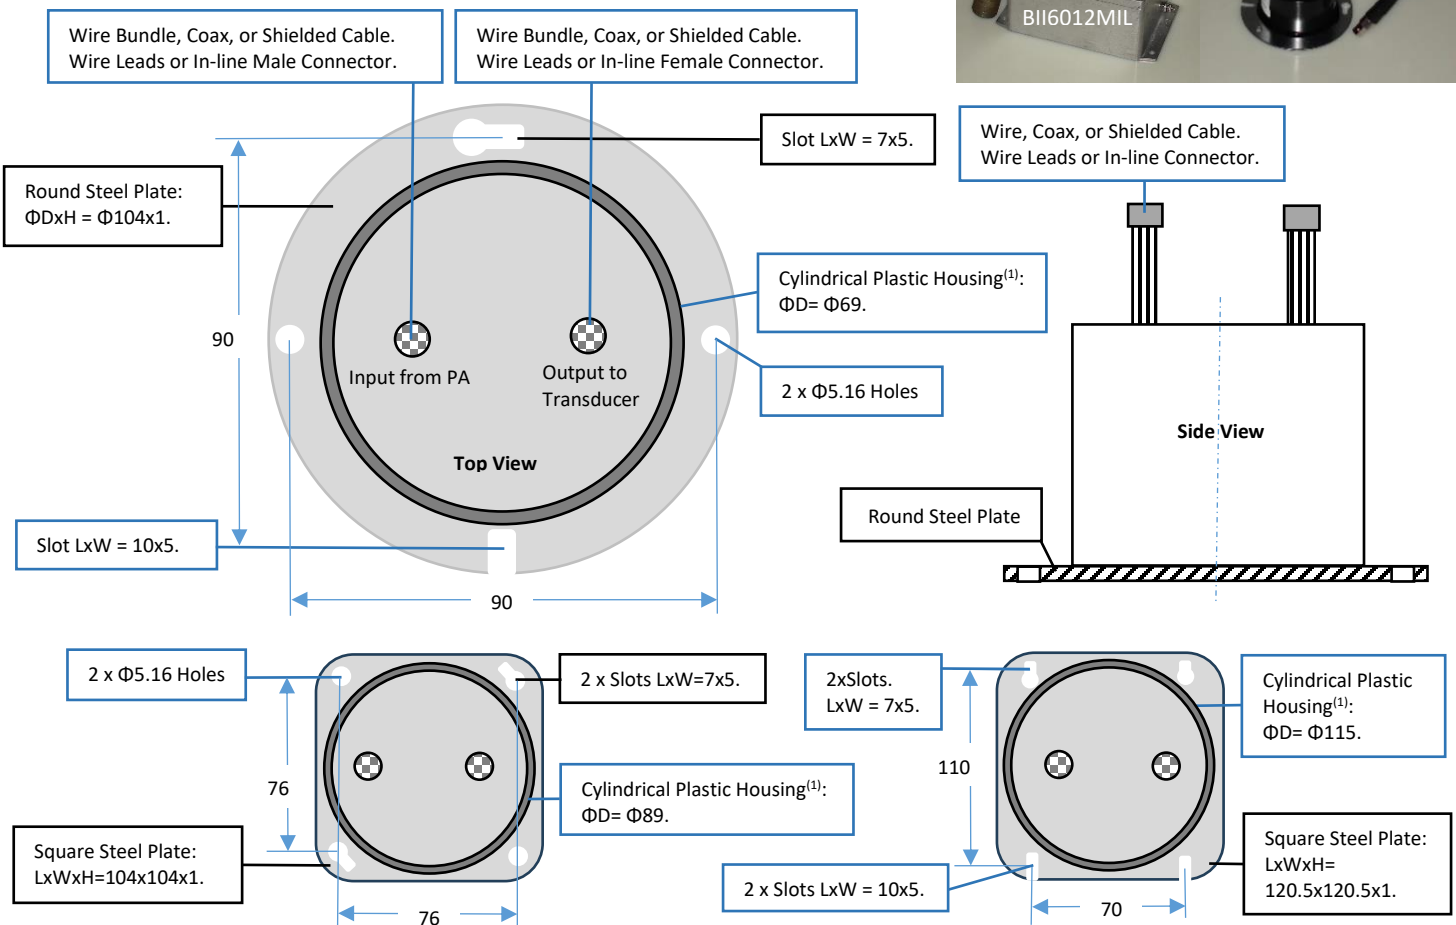 BII6012MIL
Wire Bundle, Coax, or Shielded Cable.
Wire Leads or In-line Male Connector.
Wire Bundle, Coax, or Shielded Cable.
Wire Leads or In-line Female Connector.
Slot LxW = 7x5.
Wire, Coax, or Shielded Cable.
Wire Leads or In-line Connector.
Round Steel Plate:
ΦDxH = Φ104x1.
Cylindrical Plastic Housing(1):
ΦD= Φ69.
90
Input from PA
Output to
Transducer
2 x Φ5.16 Holes
Top View
Side View
Slot LxW = 10x5.
Round Steel Plate
90
2 x Φ5.16 Holes
2 x Slots LxW=7x5.
76
Cylindrical Plastic Housing(1):
ΦD= Φ89.
Square Steel Plate:
LxWxH=104x104x1.
76
2xSlots.
LxW = 7x5.
Cylindrical Plastic
Housing(1):
ΦD= Φ115.
110
2 x Slots LxW = 10x5.
Square Steel Plate:
LxWxH=
120.5x120.5x1.
70